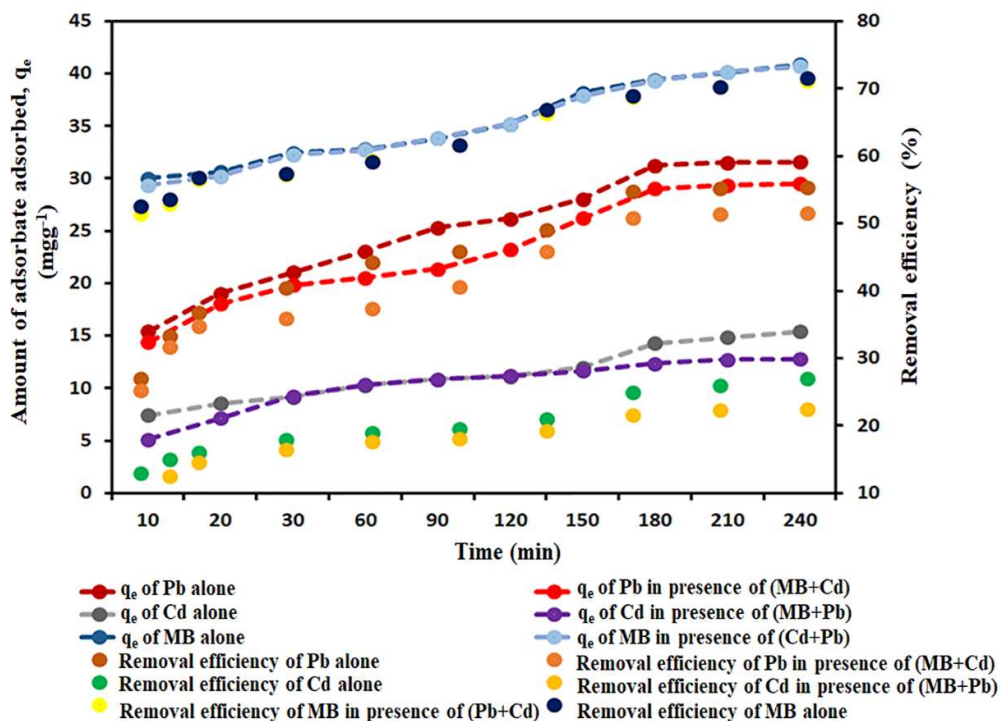 Amount of adsorbate adsorbed, qe
(mgg⁻¹)
45
40
35
30
25
20
15
10
5
0
80
70
60
50
40
30
20
10
Removal efficiency (%)
10 20 30 60 90 120 150 180 210 240
Time (min)
qe of Pb alone
qe of Pb in presence of (MB+Cd)
qe of Cd alone
qe of Cd in presence of (MB+Pb)
qe of MB alone
qe of MB in presence of (Cd+Pb)
Removal efficiency of Pb alone
Removal efficiency of Pb in presence of (MB+Cd)
Removal efficiency of Cd alone
Removal efficiency of Cd in presence of (MB+Pb)
Removal efficiency of MB in presence of (Pb+Cd)
Removal efficiency of MB alone